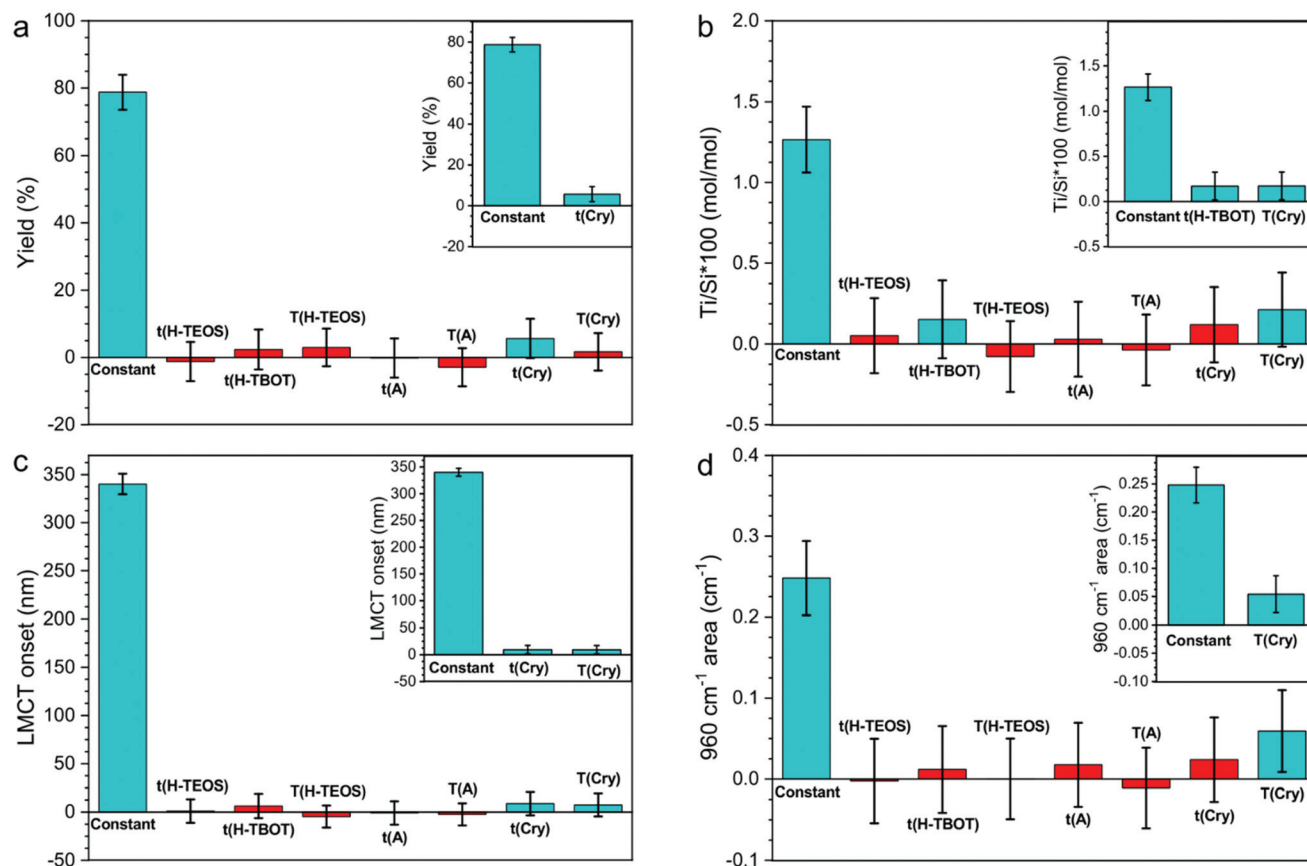 a
Yield (%)
100
80
60
40
20
0
-20
Constant
t(H-TEOS)
t(H-TBOT)
T(H-TEOS)
t(A)
T(A)
t(Cry)
T(Cry)
Yield (%)
80
60
40
20
0
-20
Constant
t(Cry)
b
Ti/Si*100 (mol/mol)
2.0
1.5
1.0
0.5
0.0
-0.5
Constant
t(H-TEOS)
t(H-TBOT)
T(H-TEOS)
t(A)
T(A)
t(Cry)
T(Cry)
Ti/Si*100 (mol/mol)
1.5
1.0
0.5
0.0
-0.5
Constant
t(H-TBOT)
T(Cry)
c
LMCT onset (nm)
350
300
250
200
150
100
50
0
-50
Constant
t(H-TEOS)
t(H-TBOT)
T(H-TEOS)
t(A)
T(A)
t(Cry)
T(Cry)
LMCT onset (nm)
350
300
250
200
150
100
50
0
-50
Constant
t(Cry)
T(Cry)
d
960 cm⁻¹ area (cm⁻¹)
0.4
0.3
0.2
0.1
0.0
0.1
Constant
t(H-TEOS)
t(H-TBOT)
T(H-TEOS)
t(A)
T(A)
t(Cry)
T(Cry)
960 cm⁻¹ area (cm⁻¹)
0.25
0.20
0.15
0.10
0.05
0.00
-0.05
-0.10
Constant
T(Cry)